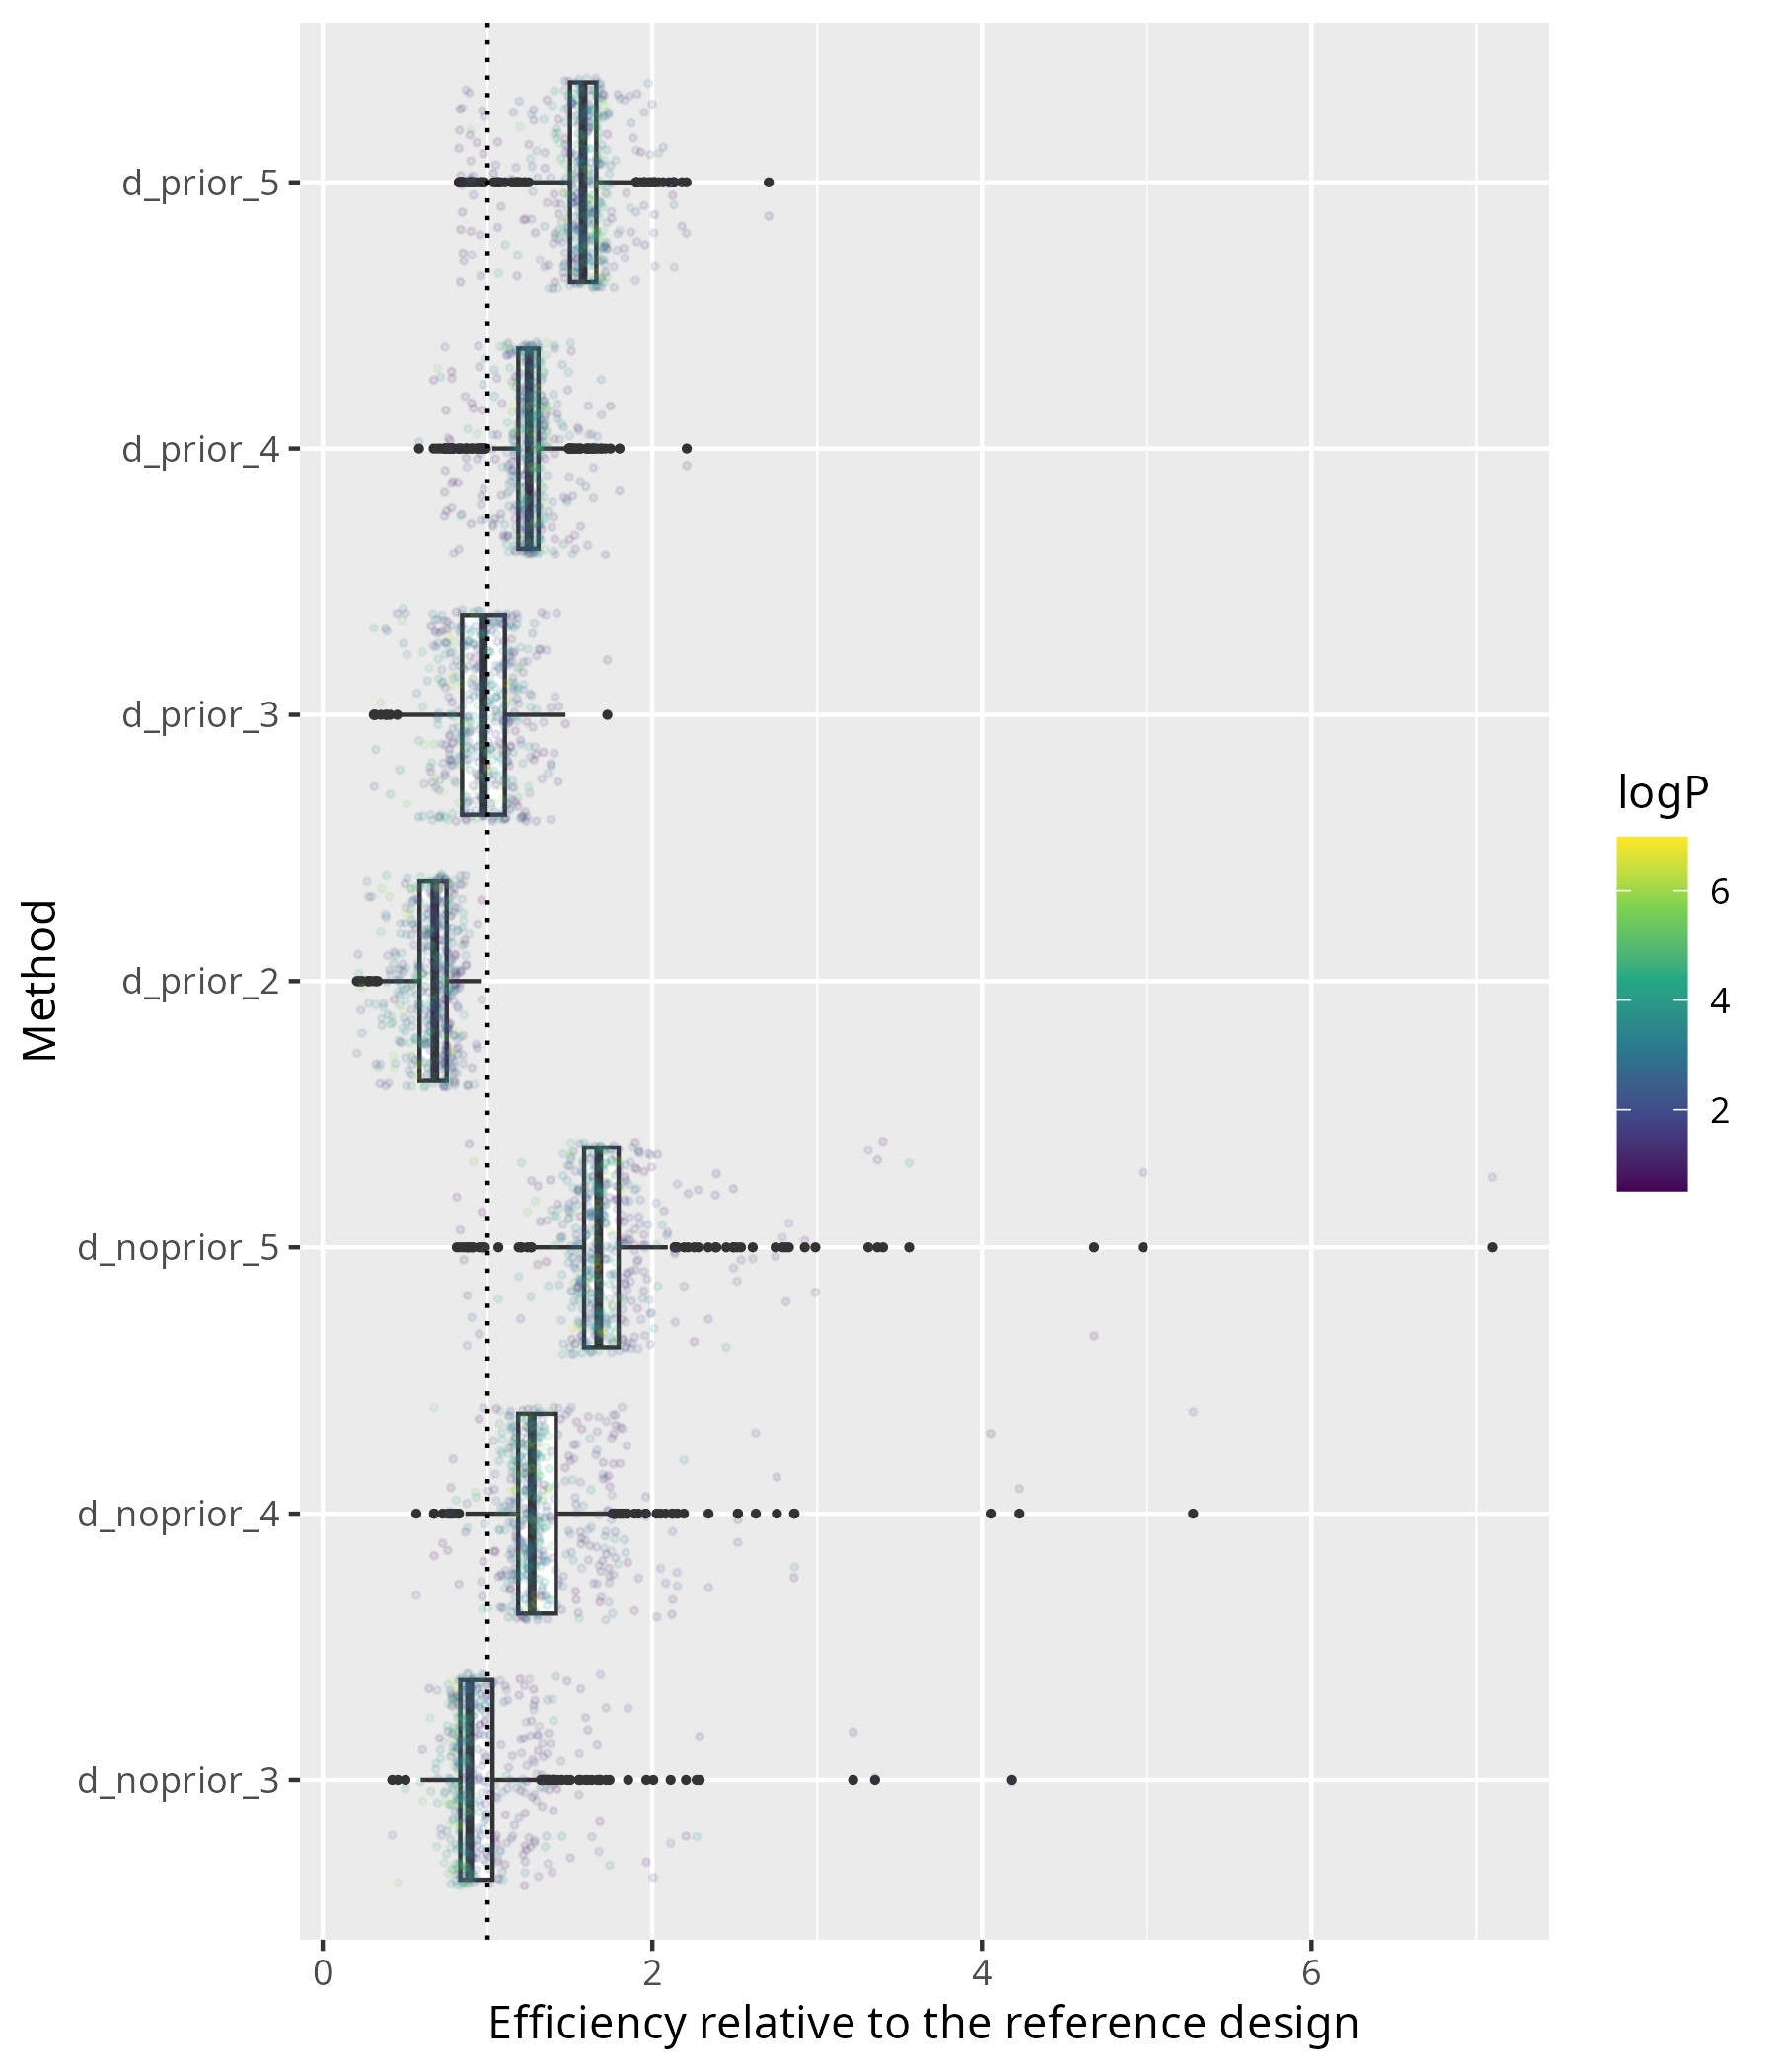 Method
d_prior_5
d_prior_4
d_prior_3
d_prior_2
d_noprior_5
d_noprior_4
d_noprior_3
0 2 4 6
Efficiency relative to the reference design
logP
6
4
2